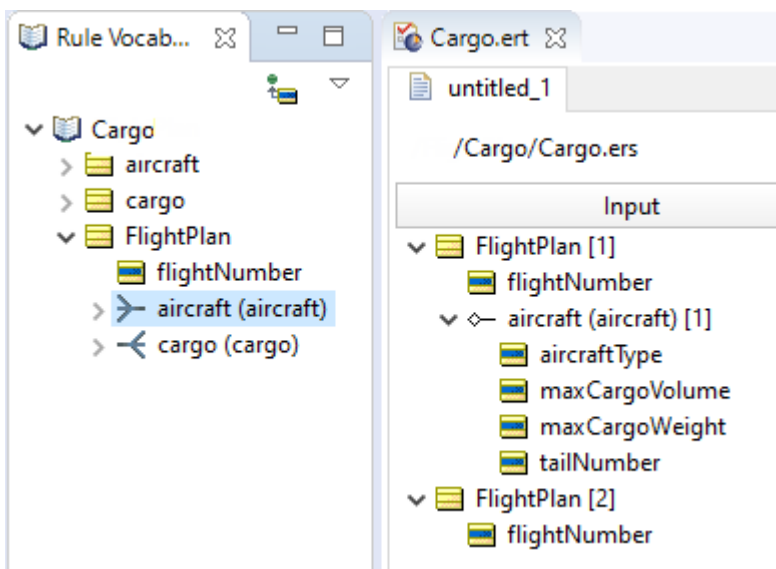 Rule Vocab...
Cargo
aircraft
cargo
FlightPlan
flightNumber
aircraft (aircraft)
cargo (cargo)
Cargo.ert
untitled_1
/Cargo/Cargo.ers
Input
FlightPlan [1]
flightNumber
aircraft (aircraft) [1]
aircraftType
maxCargoVolume
maxCargoWeight
tailNumber
FlightPlan [2]
flightNumber